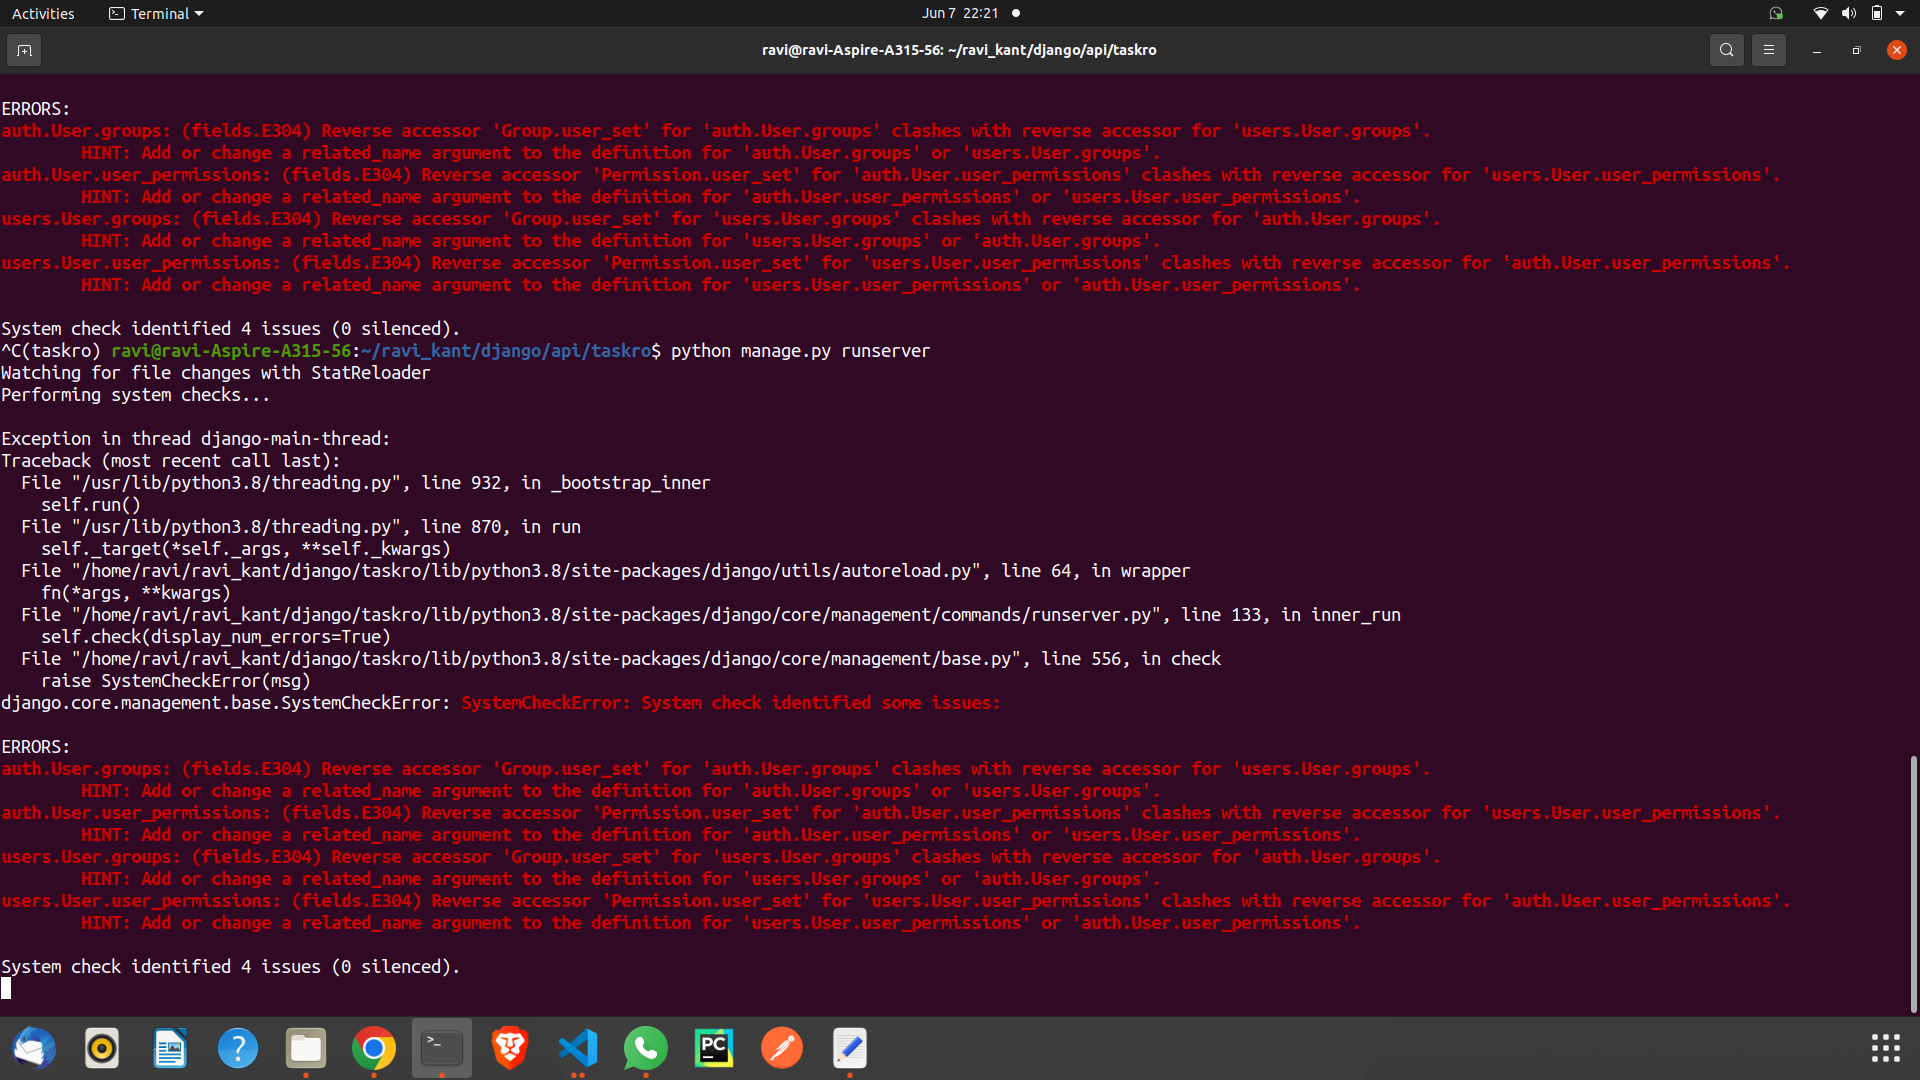 Activities
Terminal
Jun 7 22:21
ravi@ravi-Aspire-A315-56: ~/ravi_kant/django/api/taskro
ERRORS:
auth.User.groups: (fields.E304) Reverse accessor 'Group.user_set' for 'auth.User.groups' clashes with reverse accessor for 'users.User.groups'.
        HINT: Add or change a related_name argument to the definition for 'auth.User.groups' or 'users.User.groups'.
auth.User.user_permissions: (fields.E304) Reverse accessor 'Permission.user_set' for 'auth.User.user_permissions' clashes with reverse accessor for 'users.User.user_permissions'.
        HINT: Add or change a related_name argument to the definition for 'auth.User.user_permissions' or 'users.User.user_permissions'.
users.User.groups: (fields.E304) Reverse accessor 'Group.user_set' for 'users.User.groups' clashes with reverse accessor for 'auth.User.groups'.
        HINT: Add or change a related_name argument to the definition for 'users.User.groups' or 'auth.User.groups'.
users.User.user_permissions: (fields.E304) Reverse accessor 'Permission.user_set' for 'users.User.user_permissions' clashes with reverse accessor for 'auth.User.user_permissions'.
        HINT: Add or change a related_name argument to the definition for 'users.User.user_permissions' or 'auth.User.user_permissions'.
System check identified 4 issues (0 silenced).
^C(taskro) ravi@ravi-Aspire-A315-56:~/ravi_kant/django/api/taskro$ python manage.py runserver
Watching for file changes with StatReloader
Performing system checks...
Exception in thread django-main-thread:
Traceback (most recent call last):
  File "/usr/lib/python3.8/threading.py", line 932, in _bootstrap_inner
    self.run()
  File "/usr/lib/python3.8/threading.py", line 870, in run
    self._target(*self._args, **self._kwargs)
  File "/home/ravi/ravi_kant/django/taskro/lib/python3.8/site-packages/django/utils/autoreload.py", line 64, in wrapper
    fn(*args, **kwargs)
  File "/home/ravi/ravi_kant/django/taskro/lib/python3.8/site-packages/django/core/management/commands/runserver.py", line 133, in inner_run
    self.check(display_num_errors=True)
  File "/home/ravi/ravi_kant/django/taskro/lib/python3.8/site-packages/django/core/management/base.py", line 556, in check
    raise SystemCheckError(msg)
django.core.management.base.SystemCheckError: SystemCheckError: System check identified some issues:
ERRORS:
auth.User.groups: (fields.E304) Reverse accessor 'Group.user_set' for 'auth.User.groups' clashes with reverse accessor for 'users.User.groups'.
        HINT: Add or change a related_name argument to the definition for 'auth.User.groups' or 'users.User.groups'.
auth.User.user_permissions: (fields.E304) Reverse accessor 'Permission.user_set' for 'auth.User.user_permissions' clashes with reverse accessor for 'users.User.user_permissions'.
        HINT: Add or change a related_name argument to the definition for 'auth.User.user_permissions' or 'users.User.user_permissions'.
users.User.groups: (fields.E304) Reverse accessor 'Group.user_set' for 'users.User.groups' clashes with reverse accessor for 'auth.User.groups'.
        HINT: Add or change a related_name argument to the definition for 'users.User.groups' or 'auth.User.groups'.
users.User.user_permissions: (fields.E304) Reverse accessor 'Permission.user_set' for 'users.User.user_permissions' clashes with reverse accessor for 'auth.User.user_permissions'.
        HINT: Add or change a related_name argument to the definition for 'users.User.user_permissions' or 'auth.User.user_permissions'.
System check identified 4 issues (0 silenced).
PC